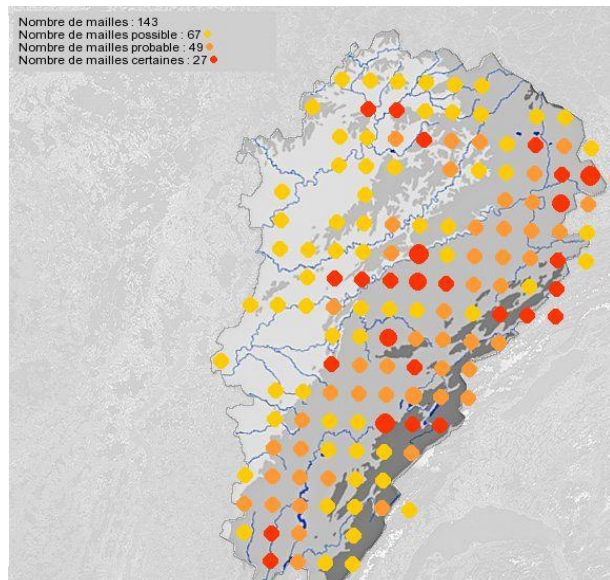 Nombre de mailles : 143
Nombre de mailles possible : 67
Nombre de mailles probable : 49
Nombre de mailles certaines : 27